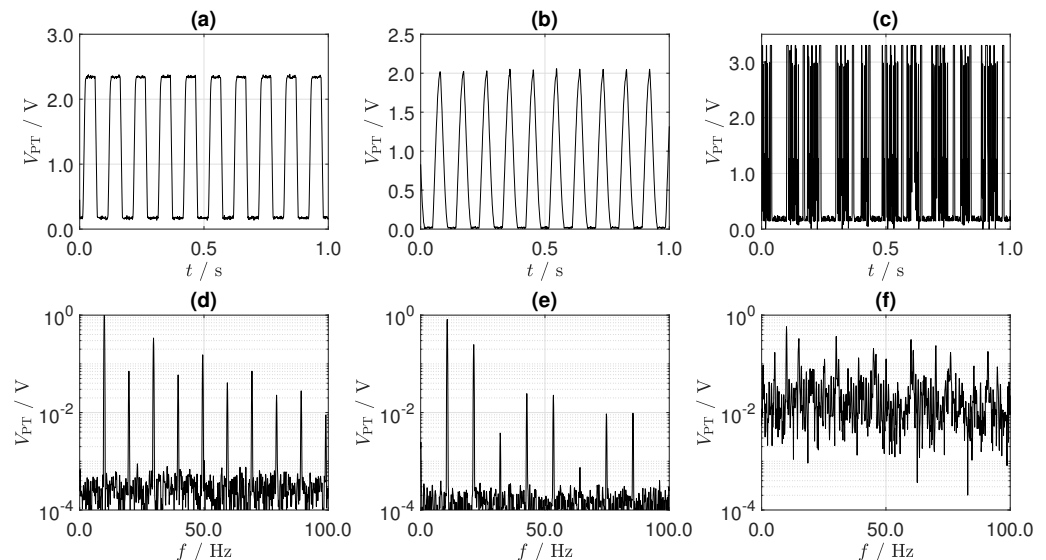 (a) (b) (c)
3.0 2.5
3.0
2.0
2.0
2.0
1.5
1.0
1.0
1.0
0.5
0.0 0.0 0.0
V_PT / V V_PT / V V_PT / V
0.0 0.5 1.0 0.0 0.5 1.0 0.0 0.5 1.0
t / s t / s t / s
(d) (e) (f)
10^0 10^0 10^0
V_PT / V V_PT / V V_PT / V
10^-2 10^-2 10^-2
10^-4 10^-4 10^-4
0.0 50.0 100.0 0.0 50.0 100.0 0.0 50.0 100.0
f / Hz f / Hz f / Hz